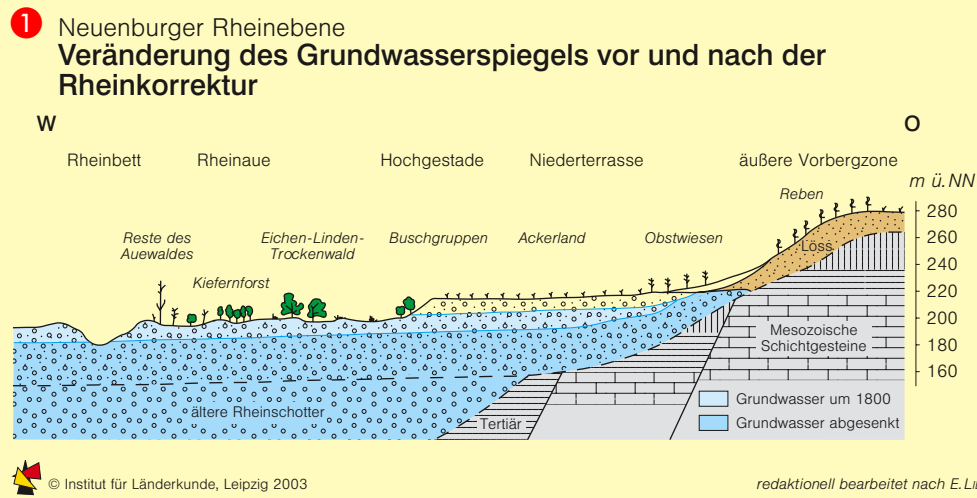 1
Neuenburger Rheinebene
Veränderung des Grundwasserspiegels vor und nach der
Rheinkorrektur
W
O
Rheinbett
Rheinaue
Hochgestade
Niederterrasse
äußere Vorbergzone
m ü.NN
Reben
Reste des
Auewaldes
Eichen-Linden-
Trockenwald
Buschgruppen
Ackerland
Obstwiesen
Kiefernforst
Löss
280
260
240
220
200
180
160
Mesozoische
Schichtgesteine
ältere Rheinschotter
Tertiär
Grundwasser um 1800
Grundwasser abgesenkt
© Institut für Länderkunde, Leipzig 2003
redaktionell bearbeitet nach E.